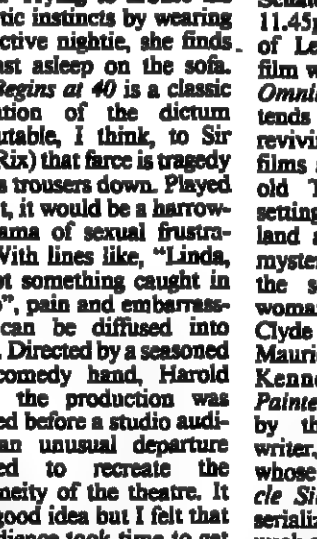 tic instincts by wearing
ctive nightie, she finds
st asleep on the sofa.
Begins at 40 is a classic
tion of the dictum
utable, I think, to Sir
Rix) that farce is tragedy
s trousers down. Played
t, it would be a harrow-
ama of sexual frustra-
With lines like, “Linda,
ot something caught in
”, pain and embarrass-
can be diffused into
. Directed by a seasoned
comedy hand, Harold
the production was
ed before a studio audi-
an unusual departure
ed to recreate the
neity of the theatre. It
good idea but I felt that
dience took time to get
11.45p
of Le
film w
Omnib
tends
revivin
films
old T
setting
land a
myster
the s
woman
Clyde
Mauri
Kenne
Painte
by th
writer,
whose
cle Si
serializ